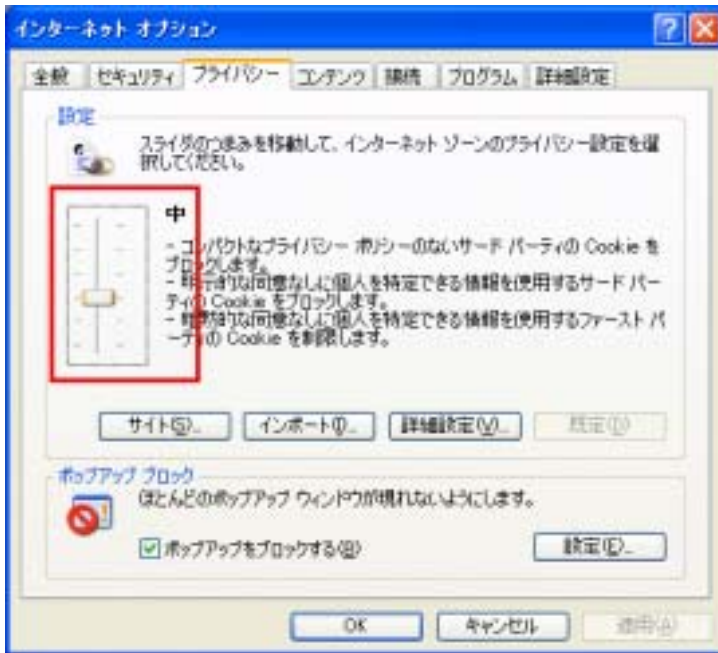 インターネット オプション
全般 セキュリティ プライバシー コンテンツ 接続 プログラム 詳細設定
設定
スライダのつまみを移動して、インターネット ゾーンのプライバシー設定を選
択してください。
中
- コンパクトなプライバシー ポリシーのないサード パーティの Cookie を
ブロックします。
- 明示的な同意なしに個人を特定できる情報を使用するサード パー
ティの Cookie をブロックします。
- 暗黙的な同意なしに個人を特定できる情報を使用するファースト パ
ーティの Cookie を制限します。
サイト(S)... インポート(I)... 詳細設定(V)... 既定(D)
ポップアップ ブロック
ほとんどのポップアップ ウィンドウが現れないようにします。
ポップアップをブロックする(B)
設定(E)...
OK キャンセル 適用(A)